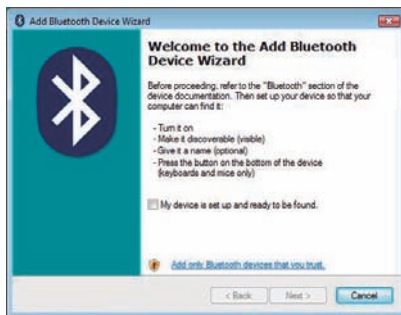 Add Bluetooth Device Wizard
Welcome to the Add Bluetooth
Device Wizard
Before proceeding, refer to the "Bluetooth" section of the
device documentation. Then set up your device so that your
computer can find it:
- Turn it on
- Make it discoverable (visible)
- Give it a name (optional)
- Press the button on the bottom of the device
(keyboards and mice only)
My device is set up and ready to be found.
Add only Bluetooth devices that you trust.
< Back
Next >
Cancel